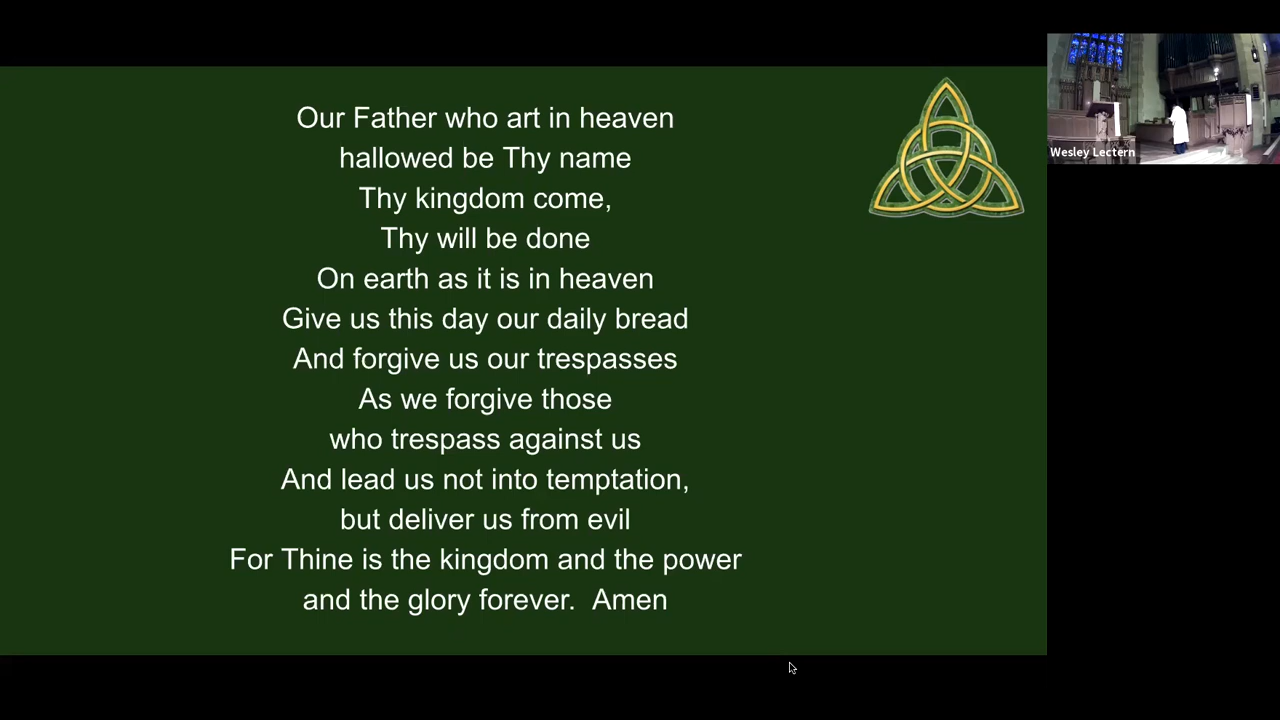 Our Father who art in heaven
hallowed be Thy name
Thy kingdom come,
Thy will be done
On earth as it is in heaven
Give us this day our daily bread
And forgive us our trespasses
As we forgive those
who trespass against us
And lead us not into temptation,
but deliver us from evil
For Thine is the kingdom and the power
and the glory forever.  Amen
Wesley Lectern